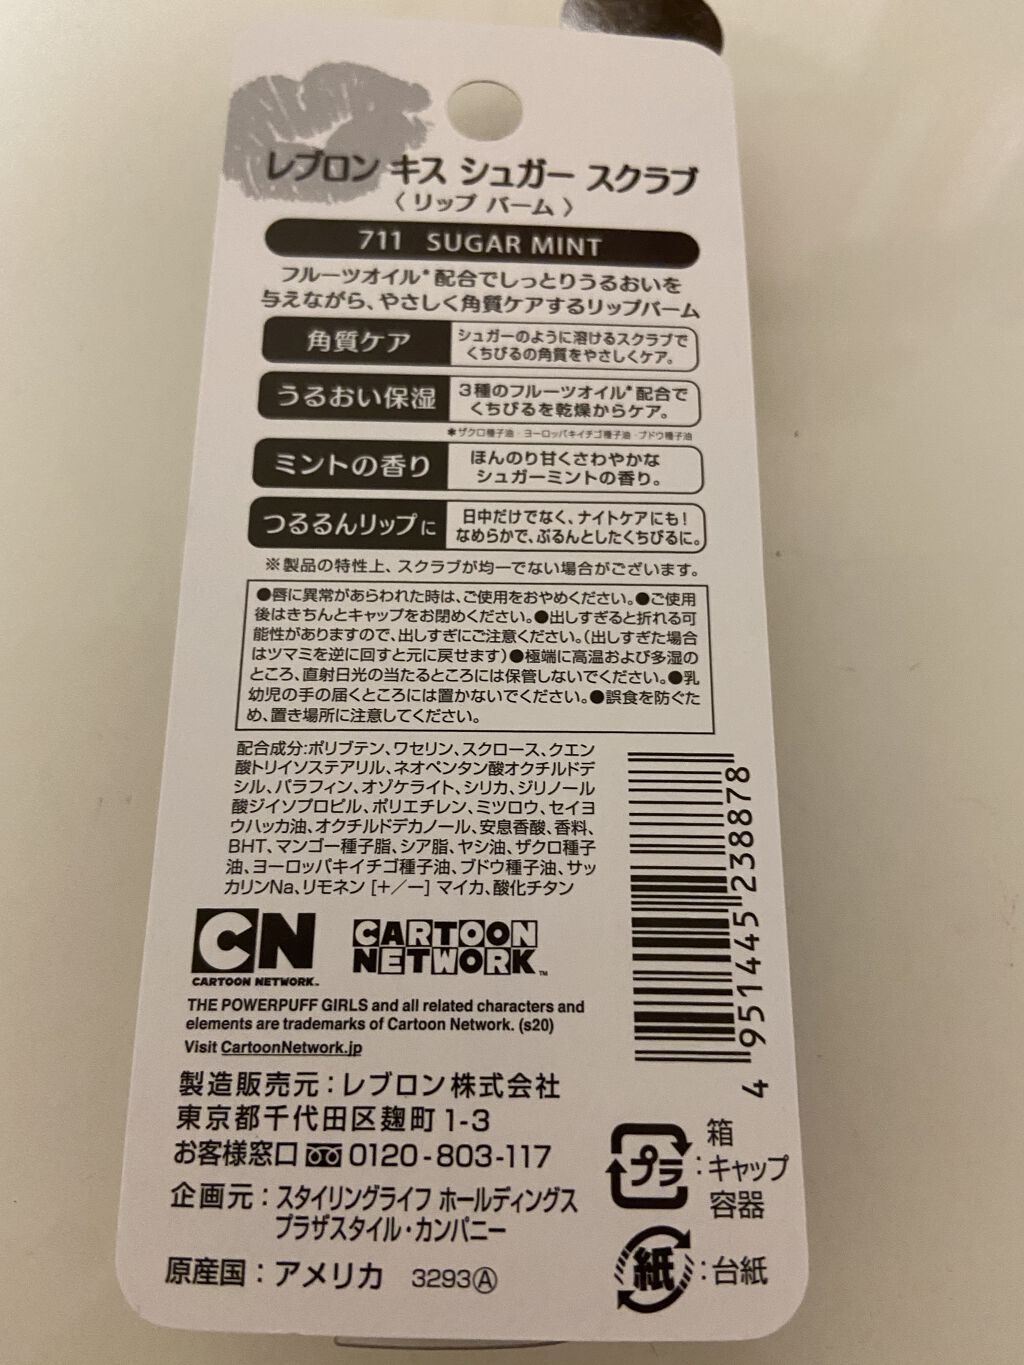 レブロン キス シュガー スクラブ
〈 リップ バーム 〉
711 SUGAR MINT
フルーツオイル*配合でしっとりうるおいを
与えながら、やさしく角質ケアするリップバーム
角質ケア
シュガーのように溶けるスクラブで
くちびるの角質をやさしくケア。
うるおい保湿
3種のフルーツオイル*配合で
くちびるを乾燥からケア。
*ザクロ種子油・ヨーロッパキイチゴ種子油・ブドウ種子油
ミントの香り
ほんのり甘くさわやかな
シュガーミントの香り。
つるるんリップに
日中だけでなく、ナイトケアにも!
なめらかで、ぷるんとしたくちびるに。
※製品の特性上、スクラブが均一でない場合がございます。
●唇に異常があらわれた時は、ご使用をおやめください。●ご使用
後はきちんとキャップをお閉めください。●出しすぎると折れる可
能性がありますので、出しすぎにご注意ください。(出しすぎた場合
はツマミを逆に回すと元に戻せます)●極端に高温および多湿の
ところ、直射日光の当たるところには保管しないでください。●乳
幼児の手の届くところには置かないでください。●誤食を防ぐた
め、置き場所に注意してください。
配合成分:ポリブテン、ワセリン、スクロース、クエン
酸トリイソステアリル、ネオペンタン酸オクチルドデ
シル、パラフィン、オゾケライト、シリカ、ジリノール
酸ジイソプロピル、ポリエチレン、ミツロウ、セイヨ
ウハッカ油、オクチルドデカノール、安息香酸、香料、
BHT、マンゴー種子脂、シア脂、ヤシ油、ザクロ種子
油、ヨーロッパキイチゴ種子油、ブドウ種子油、サッ
カリンNa、リモネン [+/ー] マイカ、酸化チタン
4 951445 238878
CN
CARTOON NETWORK™
CARTOON
NETWORK™
THE POWERPUFF GIRLS and all related characters and
elements are trademarks of Cartoon Network. (s20)
Visit CartoonNetwork.jp
製造販売元:レブロン株式会社
東京都千代田区麹町1-3
お客様窓口 0120-803-117
企画元:スタイリングライフ ホールディングス
プラザスタイル・カンパニー
原産国:アメリカ 3293Ⓐ
箱
プラ:キャップ
容器
紙:台紙